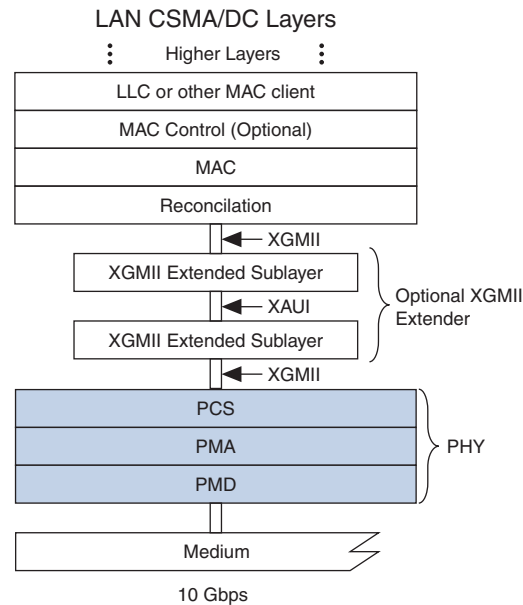 LAN CSMA/DC Layers
Higher Layers
LLC or other MAC client
MAC Control (Optional)
MAC
Reconcilation
XGMII
XGMII Extended Sublayer
XAUI
Optional XGMII
Extender
XGMII Extended Sublayer
XGMII
PCS
PMA
PHY
PMD
Medium
10 Gbps